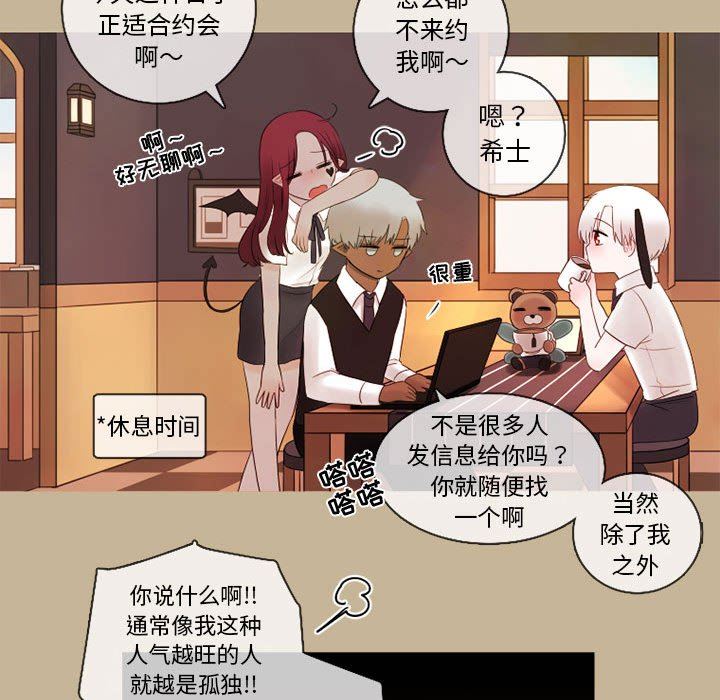 正适合约会
啊～
怎么都
不来约
我啊～
嗯？
希士
啊～
好无聊啊～
很重
*休息时间
不是很多人
发信息给你吗？
你就随便找
一个啊
嗒嗒
嗒嗒
当然
除了我
之外
你说什么啊!!
通常像我这种
人气越旺的人
就越是孤独!!